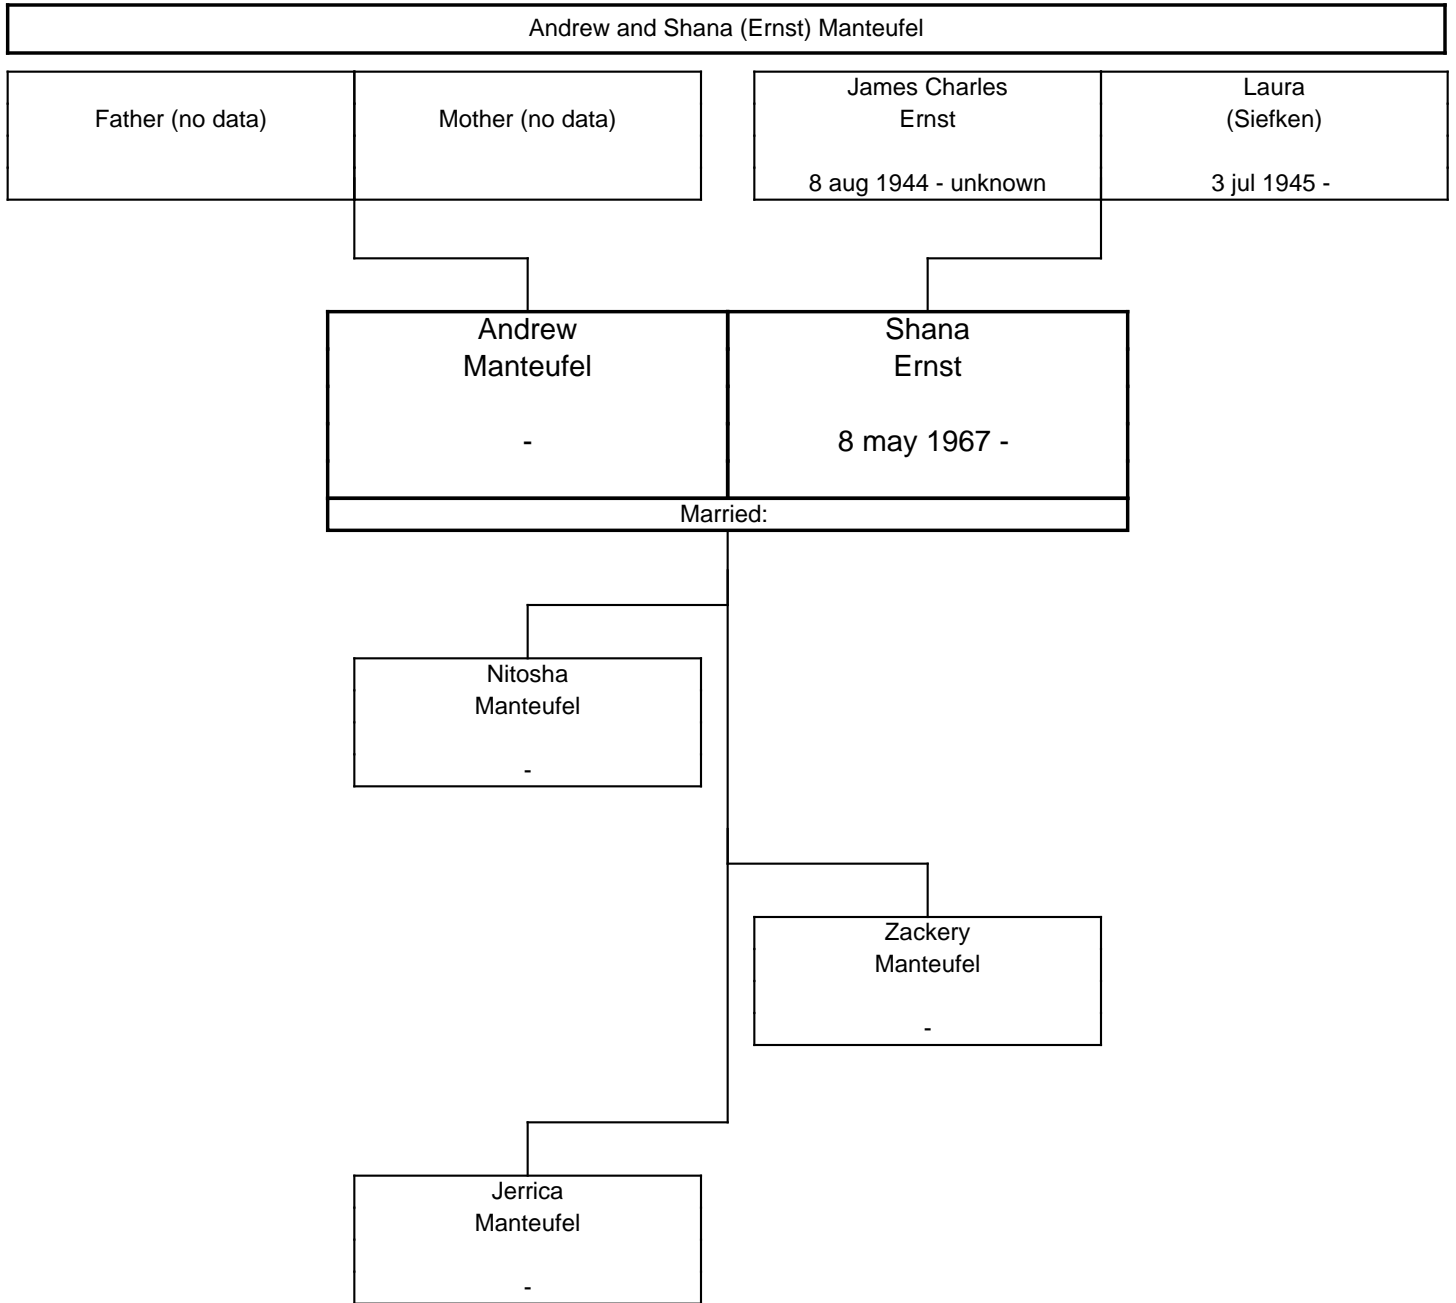 Andrew and Shana (Ernst) Manteufel
Father (no data)
Mother (no data)
James Charles
Ernst
8 aug 1944 - unknown
Laura
(Siefken)
3 jul 1945 -
Andrew
Manteufel
-
Shana
Ernst
8 may 1967 -
Married:
Nitosha
Manteufel
-
Zackery
Manteufel
-
Jerrica
Manteufel
-